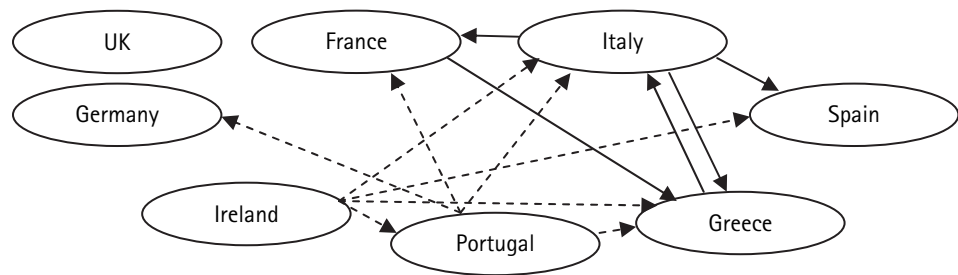 UK
France
Italy
Germany
Spain
Ireland
Portugal
Greece